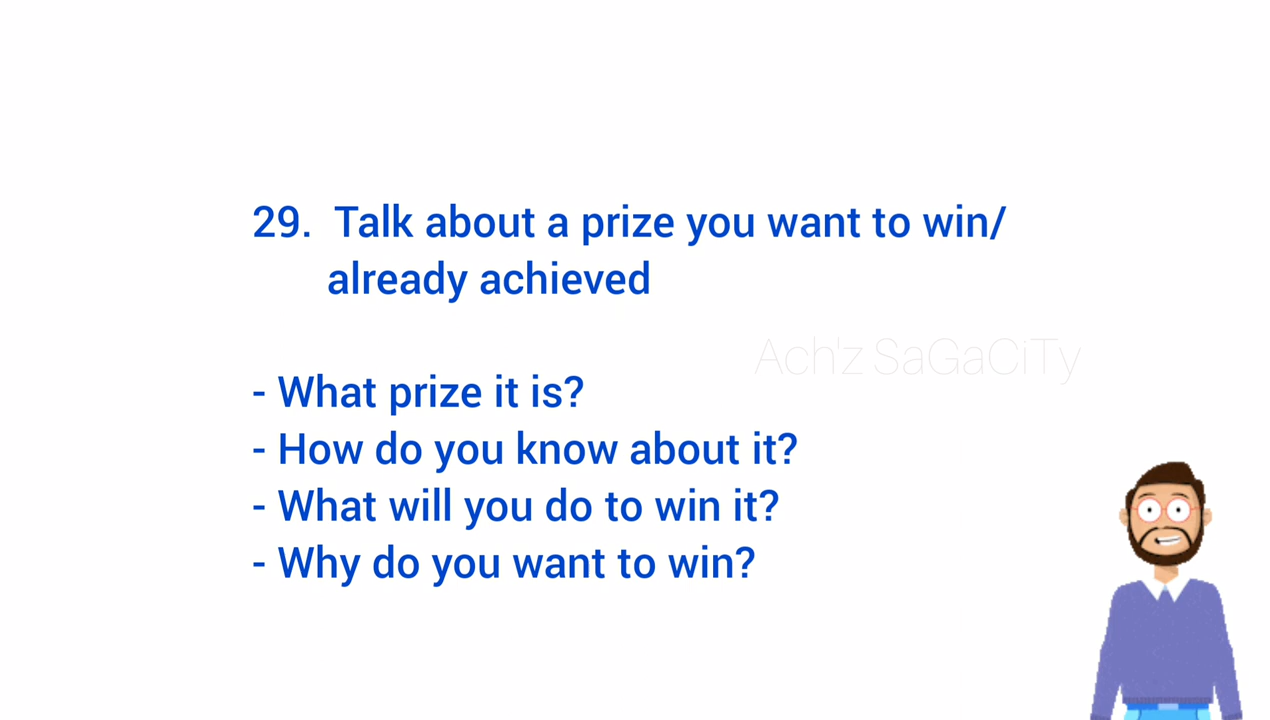 29. Talk about a prize you want to win/
already achieved
Ach'z SaGaCiTy
- What prize it is?
- How do you know about it?
- What will you do to win it?
- Why do you want to win?